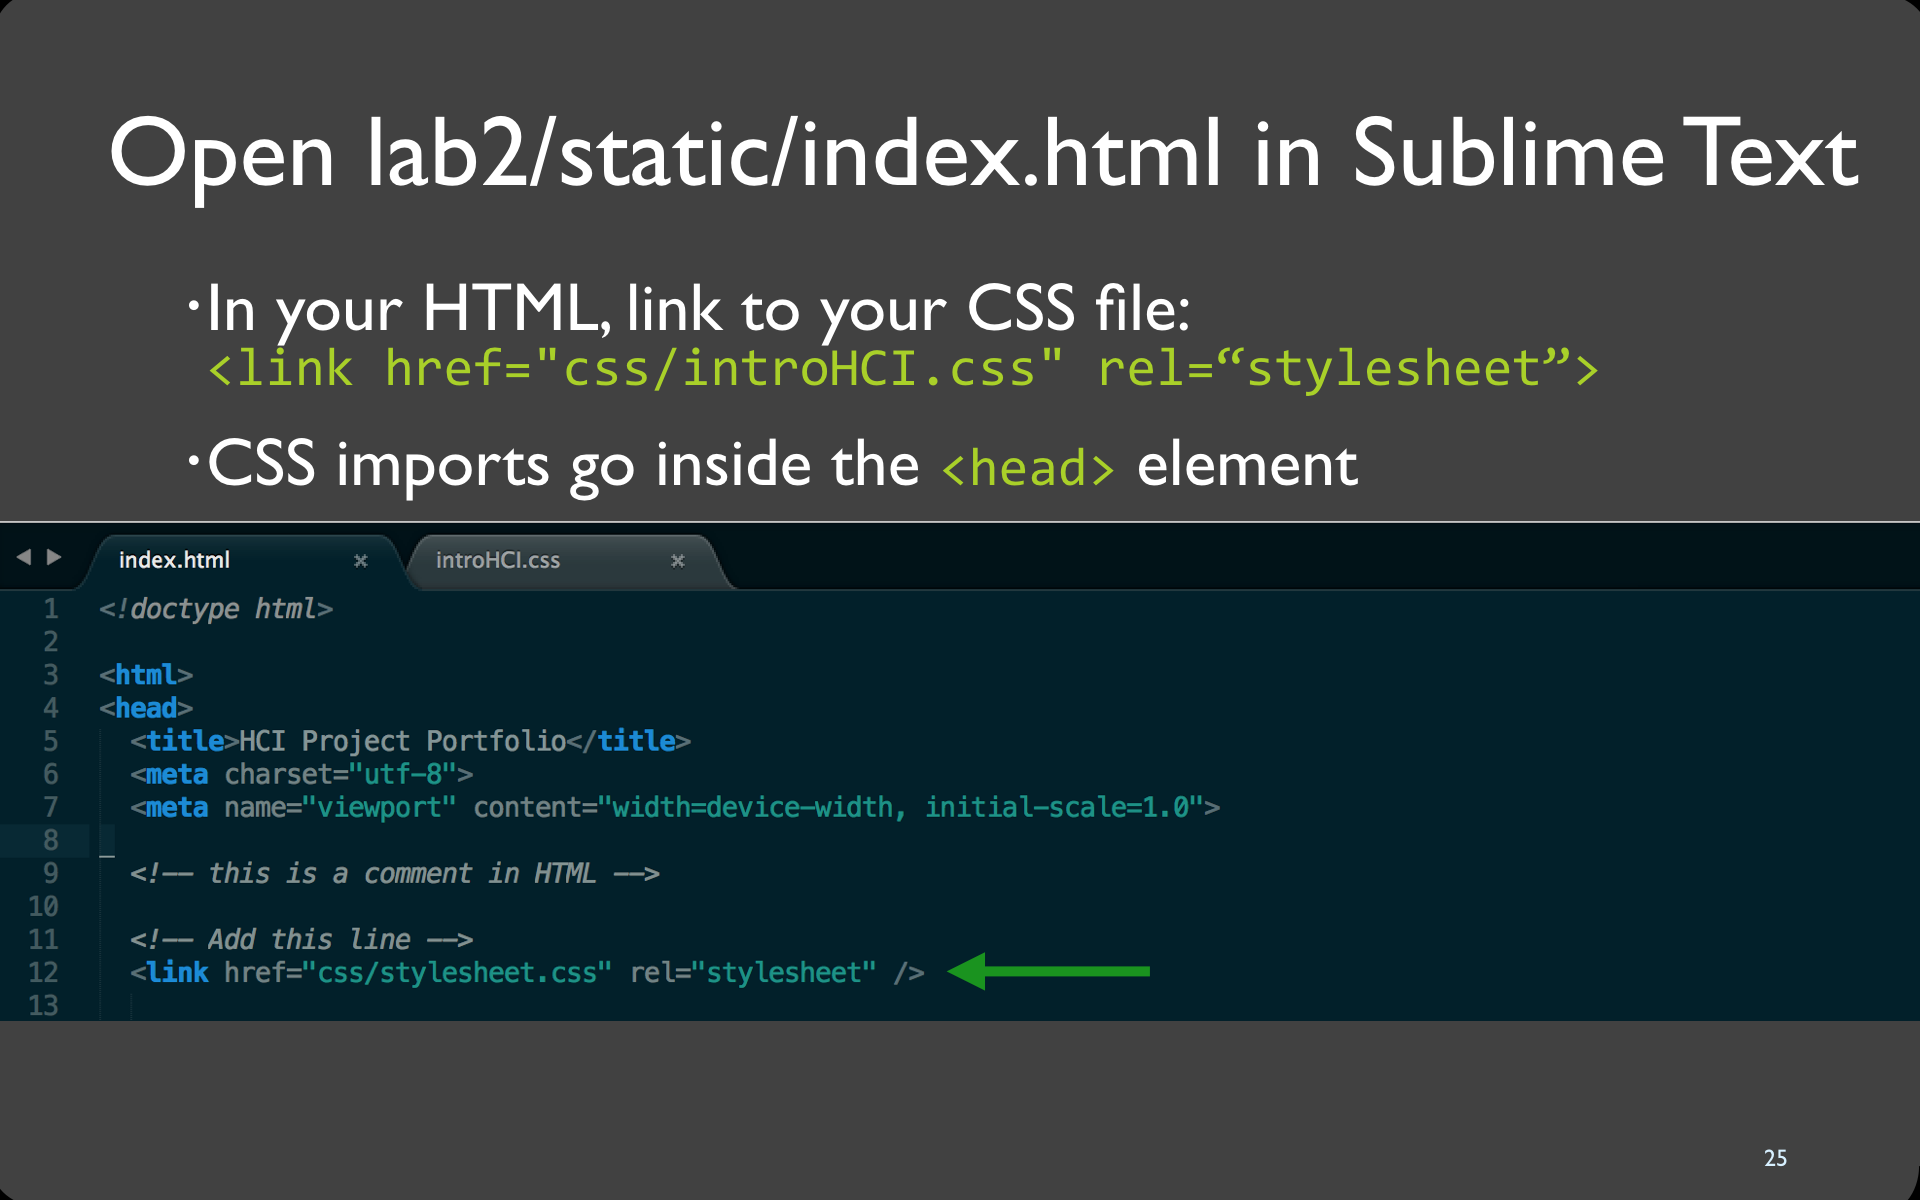 Open lab2/static/index.html in Sublime Text
•In your HTML, link to your CSS file:
<link href="css/introHCI.css" rel=“stylesheet”>
•CSS imports go inside the <head> element
index.html × introHCI.css ×
1 <!doctype html>
2
3 <html>
4 <head>
5 <title>HCI Project Portfolio</title>
6 <meta charset="utf-8">
7 <meta name="viewport" content="width=device-width, initial-scale=1.0">
8
9 <!-- this is a comment in HTML -->
10
11 <!-- Add this line -->
12 <link href="css/stylesheet.css" rel="stylesheet" />
13
25